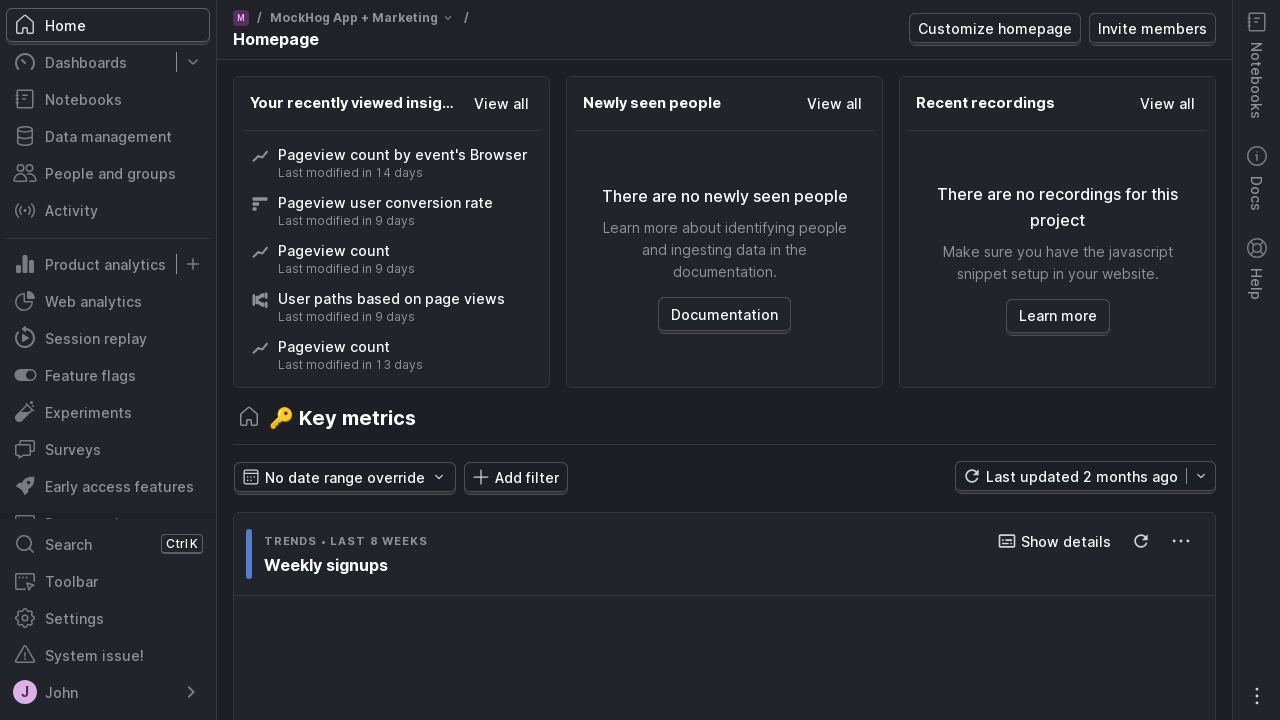 Home
Dashboards
Notebooks
Data management
People and groups
Activity
Product analytics
Web analytics
Session replay
Feature flags
Experiments
Surveys
Early access features
Search
Ctrl K
Toolbar
Settings
System issue!
J John
M / MockHog App + Marketing /
Homepage
Customize homepage
Invite members
Your recently viewed insig...
View all
Pageview count by event's Browser
Last modified in 14 days
Pageview user conversion rate
Last modified in 9 days
Pageview count
Last modified in 9 days
User paths based on page views
Last modified in 9 days
Pageview count
Last modified in 13 days
Newly seen people
View all
There are no newly seen people
Learn more about identifying people
and ingesting data in the
documentation.
Documentation
Recent recordings
View all
There are no recordings for this
project
Make sure you have the javascript
snippet setup in your website.
Learn more
🔑 Key metrics
No date range override
Add filter
Last updated 2 months ago
TRENDS • LAST 8 WEEKS
Weekly signups
Show details
Notebooks
Docs
Help